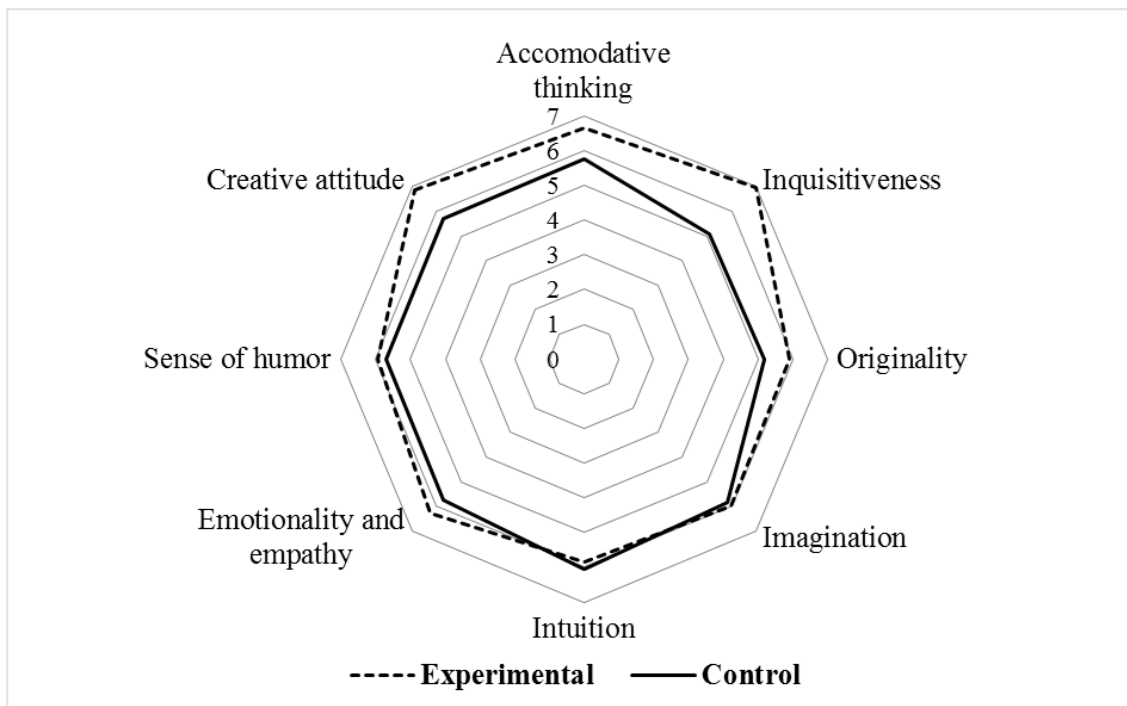 Accomodative
thinking
7
6
5
4
3
2
1
0
Creative attitude
Inquisitiveness
Sense of humor
Originality
Emotionality and
empathy
Imagination
Intuition
Experimental
Control